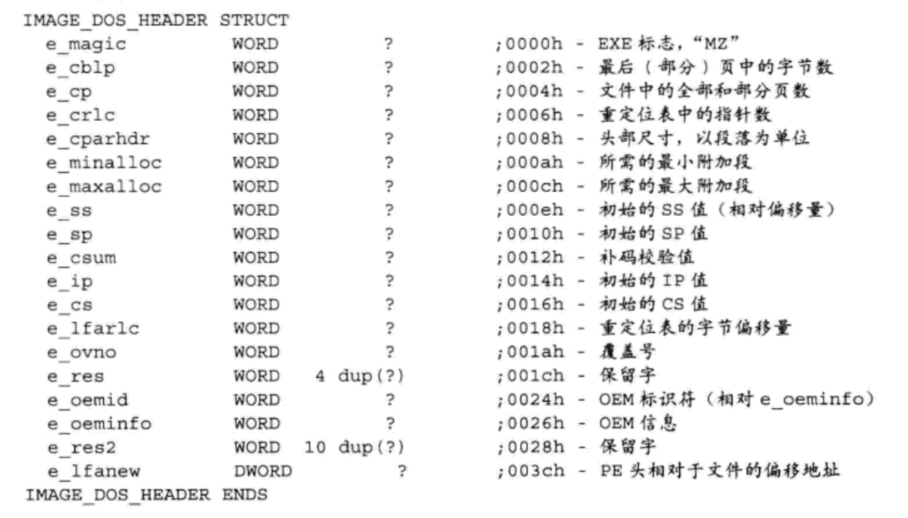 IMAGE_DOS_HEADER STRUCT
e_magic WORD ? ;0000h - EXE 标志，“MZ”
e_cblp WORD ? ;0002h - 最后（部分）页中的字节数
e_cp WORD ? ;0004h - 文件中的全部和部分页数
e_crlc WORD ? ;0006h - 重定位表中的指针数
e_cparhdr WORD ? ;0008h - 头部尺寸，以段落为单位
e_minalloc WORD ? ;000ah - 所需的最小附加段
e_maxalloc WORD ? ;000ch - 所需的最大附加段
e_ss WORD ? ;000eh - 初始的 SS 值（相对偏移量）
e_sp WORD ? ;0010h - 初始的 SP 值
e_csum WORD ? ;0012h - 补码校验值
e_ip WORD ? ;0014h - 初始的 IP 值
e_cs WORD ? ;0016h - 初始的 CS 值
e_lfarlc WORD ? ;0018h - 重定位表的字节偏移量
e_ovno WORD ? ;001ah - 覆盖号
e_res WORD 4 dup(?) ;001ch - 保留字
e_oemid WORD ? ;0024h - OEM 标识符（相对 e_oeminfo）
e_oeminfo WORD ? ;0026h - OEM 信息
e_res2 WORD 10 dup(?) ;0028h - 保留字
e_lfanew DWORD ? ;003ch - PE 头相对于文件的偏移地址
IMAGE_DOS_HEADER ENDS